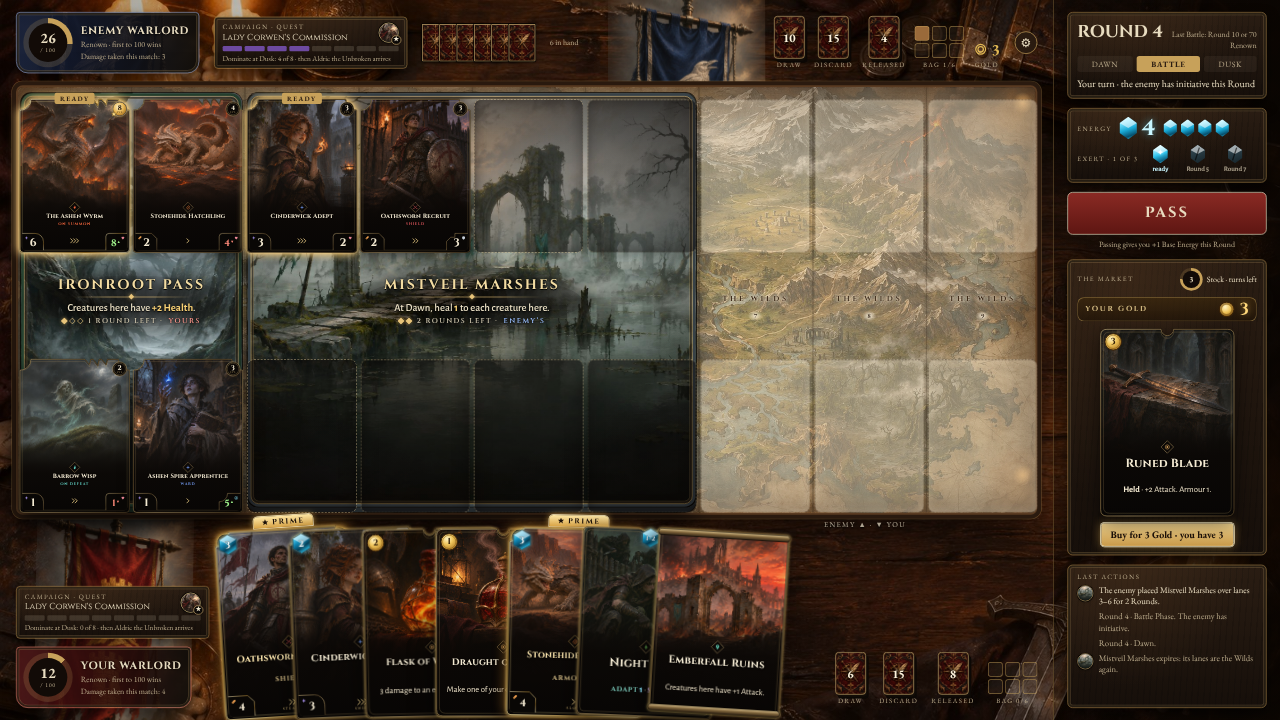 26
/ 100
ENEMY WARLORD
Renown · first to 100 wins
Damage taken this match: 3
CAMPAIGN · QUEST
LADY CORWEN'S COMMISSION
Dominate at Dusk: 4 of 8 · then Aldric the Unbroken arrives
6 in hand
10
DRAW
15
DISCARD
4
RELEASED
BAG 1/6
3
GOLD
ROUND 4
Last Battle: Round 10 or 70 Renown
DAWN
BATTLE
DUSK
Your turn · the enemy has initiative this Round
ENERGY
4
EXERT · 1 OF 3
ready
Round 5
Round 7
PASS
Passing gives you +1 Base Energy this Round
THE MARKET
3
Stock · turns left
YOUR GOLD
3
3
RUNED BLADE
Held · +2 Attack. Armour 1.
Buy for 3 Gold · you have 3
LAST ACTIONS
The enemy placed Mistveil Marshes over lanes 3–6 for 2 Rounds.
Round 4 · Battle Phase. The enemy has initiative.
Round 4 · Dawn.
Mistveil Marshes expires: its lanes are the Wilds again.
READY
8
THE ASHEN WYRM
ON SUMMON
6
8
4
STONEHIDE HATCHLING
2
4
READY
3
CINDERWICK ADEPT
3
2
3
OATHSWORN RECRUIT
SHIELD
2
3
IRONROOT PASS
Creatures here have +2 Health.
1 ROUND LEFT · YOURS
MISTVEIL MARSHES
At Dawn, heal 1 to each creature here.
2 ROUNDS LEFT · ENEMY'S
THE WILDS
7
THE WILDS
8
THE WILDS
9
2
BARROW WISP
ON DEFEAT
1
1
3
ASHEN SPIRE APPRENTICE
WARD
1
5
ENEMY ▲ · ▼ YOU
CAMPAIGN · QUEST
LADY CORWEN'S COMMISSION
Dominate at Dusk: 0 of 8 · then Aldric the Unbroken arrives
12
/ 100
YOUR WARLORD
Renown · first to 100 wins
Damage taken this match: 4
★ PRIME
3
OATHSWOR
SHIE
4
2
CINDERWI
3
2
FLASK OF
3 damage to an e
1
DRAUGHT O
Make one of your
★ PRIME
3
STONEHIDE
ARMO
4
NIGHT
ADAPT
EMBERFALL RUINS
Creatures here have +1 Attack.
6
DRAW
15
DISCARD
8
RELEASED
BAG 0/6